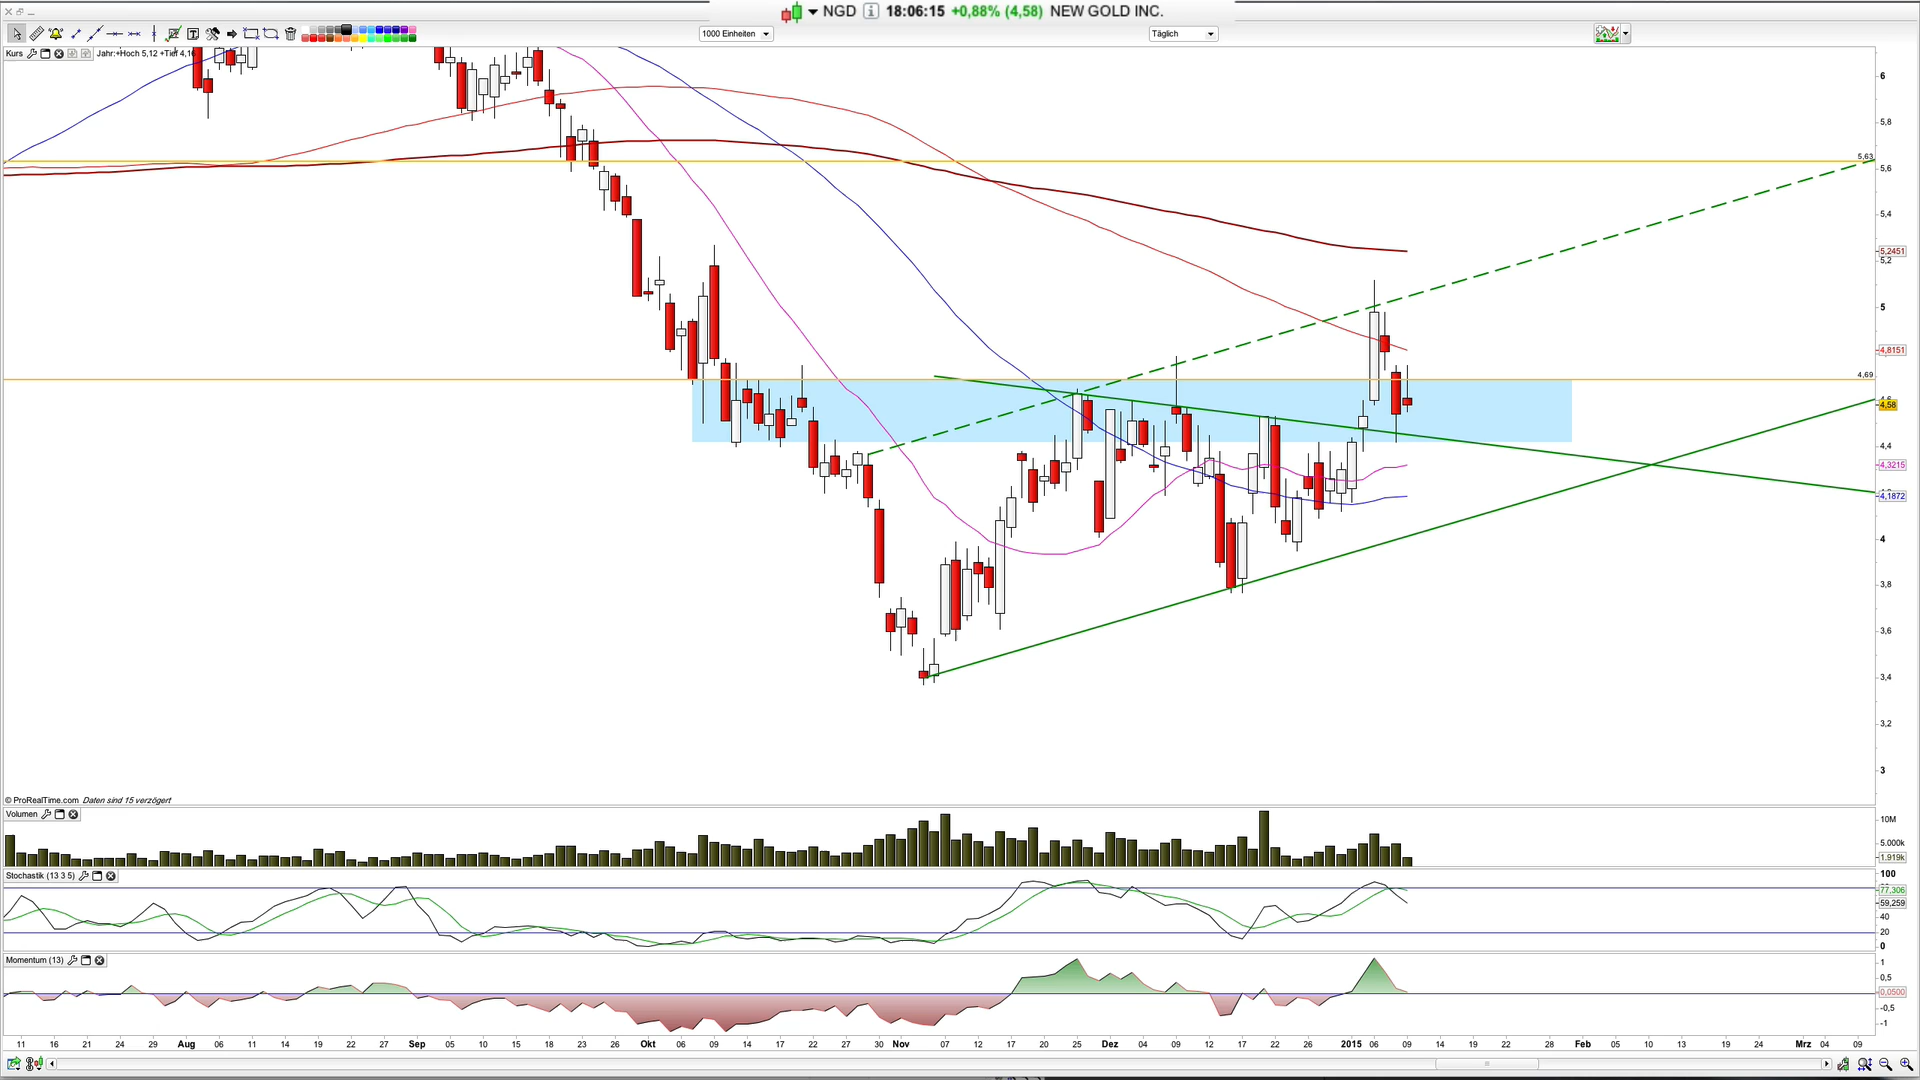 NGD 18:06:15 +0,88% (4,58) NEW GOLD INC.
1000 Einheiten
Täglich
Kurs
Jahr:+Hoch 5,12 +Tief 4,16
6
5,8
5,63
5,6
5,4
5,2451
5,2
5
4,8151
4,69
4,58
4,4
4,3215
4,1872
4
3,8
3,6
3,4
3,2
3
© ProRealTime.com Daten sind 15 verzögert
Volumen
10M
5.000k
1.919k
Stochastik (13 3 5)
100
77,306
59,259
40
20
0
Momentum (13)
1
0,5
0,0500
-0,5
-1
11 16 21 24 29 Aug 06 11 14 19 22 27 Sep 05 10 15 18 23 26 Okt 06 09 14 17 22 27 30 Nov 07 12 17 20 25 Dez 04 09 12 17 22 26 2015 06 09 14 19 22 28 Feb 05 10 13 19 24 Mrz 04 09